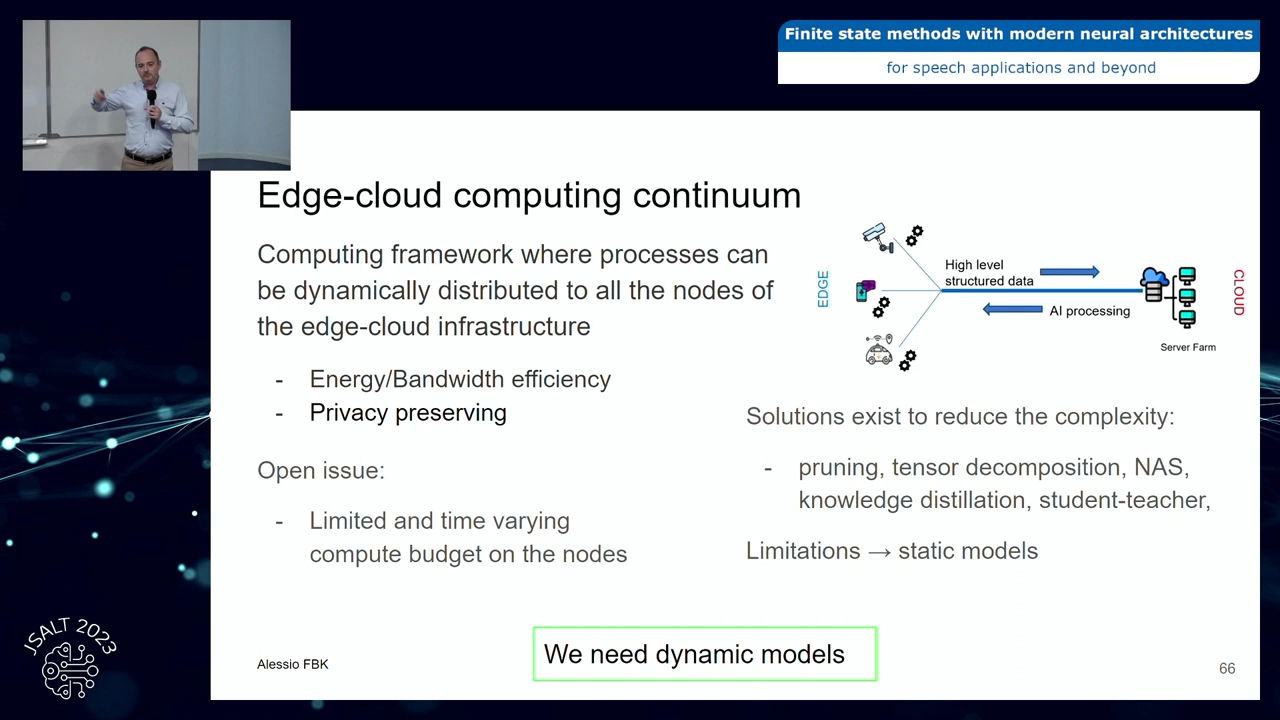 Finite state methods with modern neural architectures
for speech applications and beyond
Edge-cloud computing continuum
Computing framework where processes can
be dynamically distributed to all the nodes of
the edge-cloud infrastructure
- Energy/Bandwidth efficiency
- Privacy preserving
Open issue:
- Limited and time varying
compute budget on the nodes
EDGE
High level
structured data
AI processing
CLOUD
Server Farm
Solutions exist to reduce the complexity:
- pruning, tensor decomposition, NAS,
knowledge distillation, student-teacher,
Limitations → static models
We need dynamic models
Alessio FBK
66
JSALT 2023